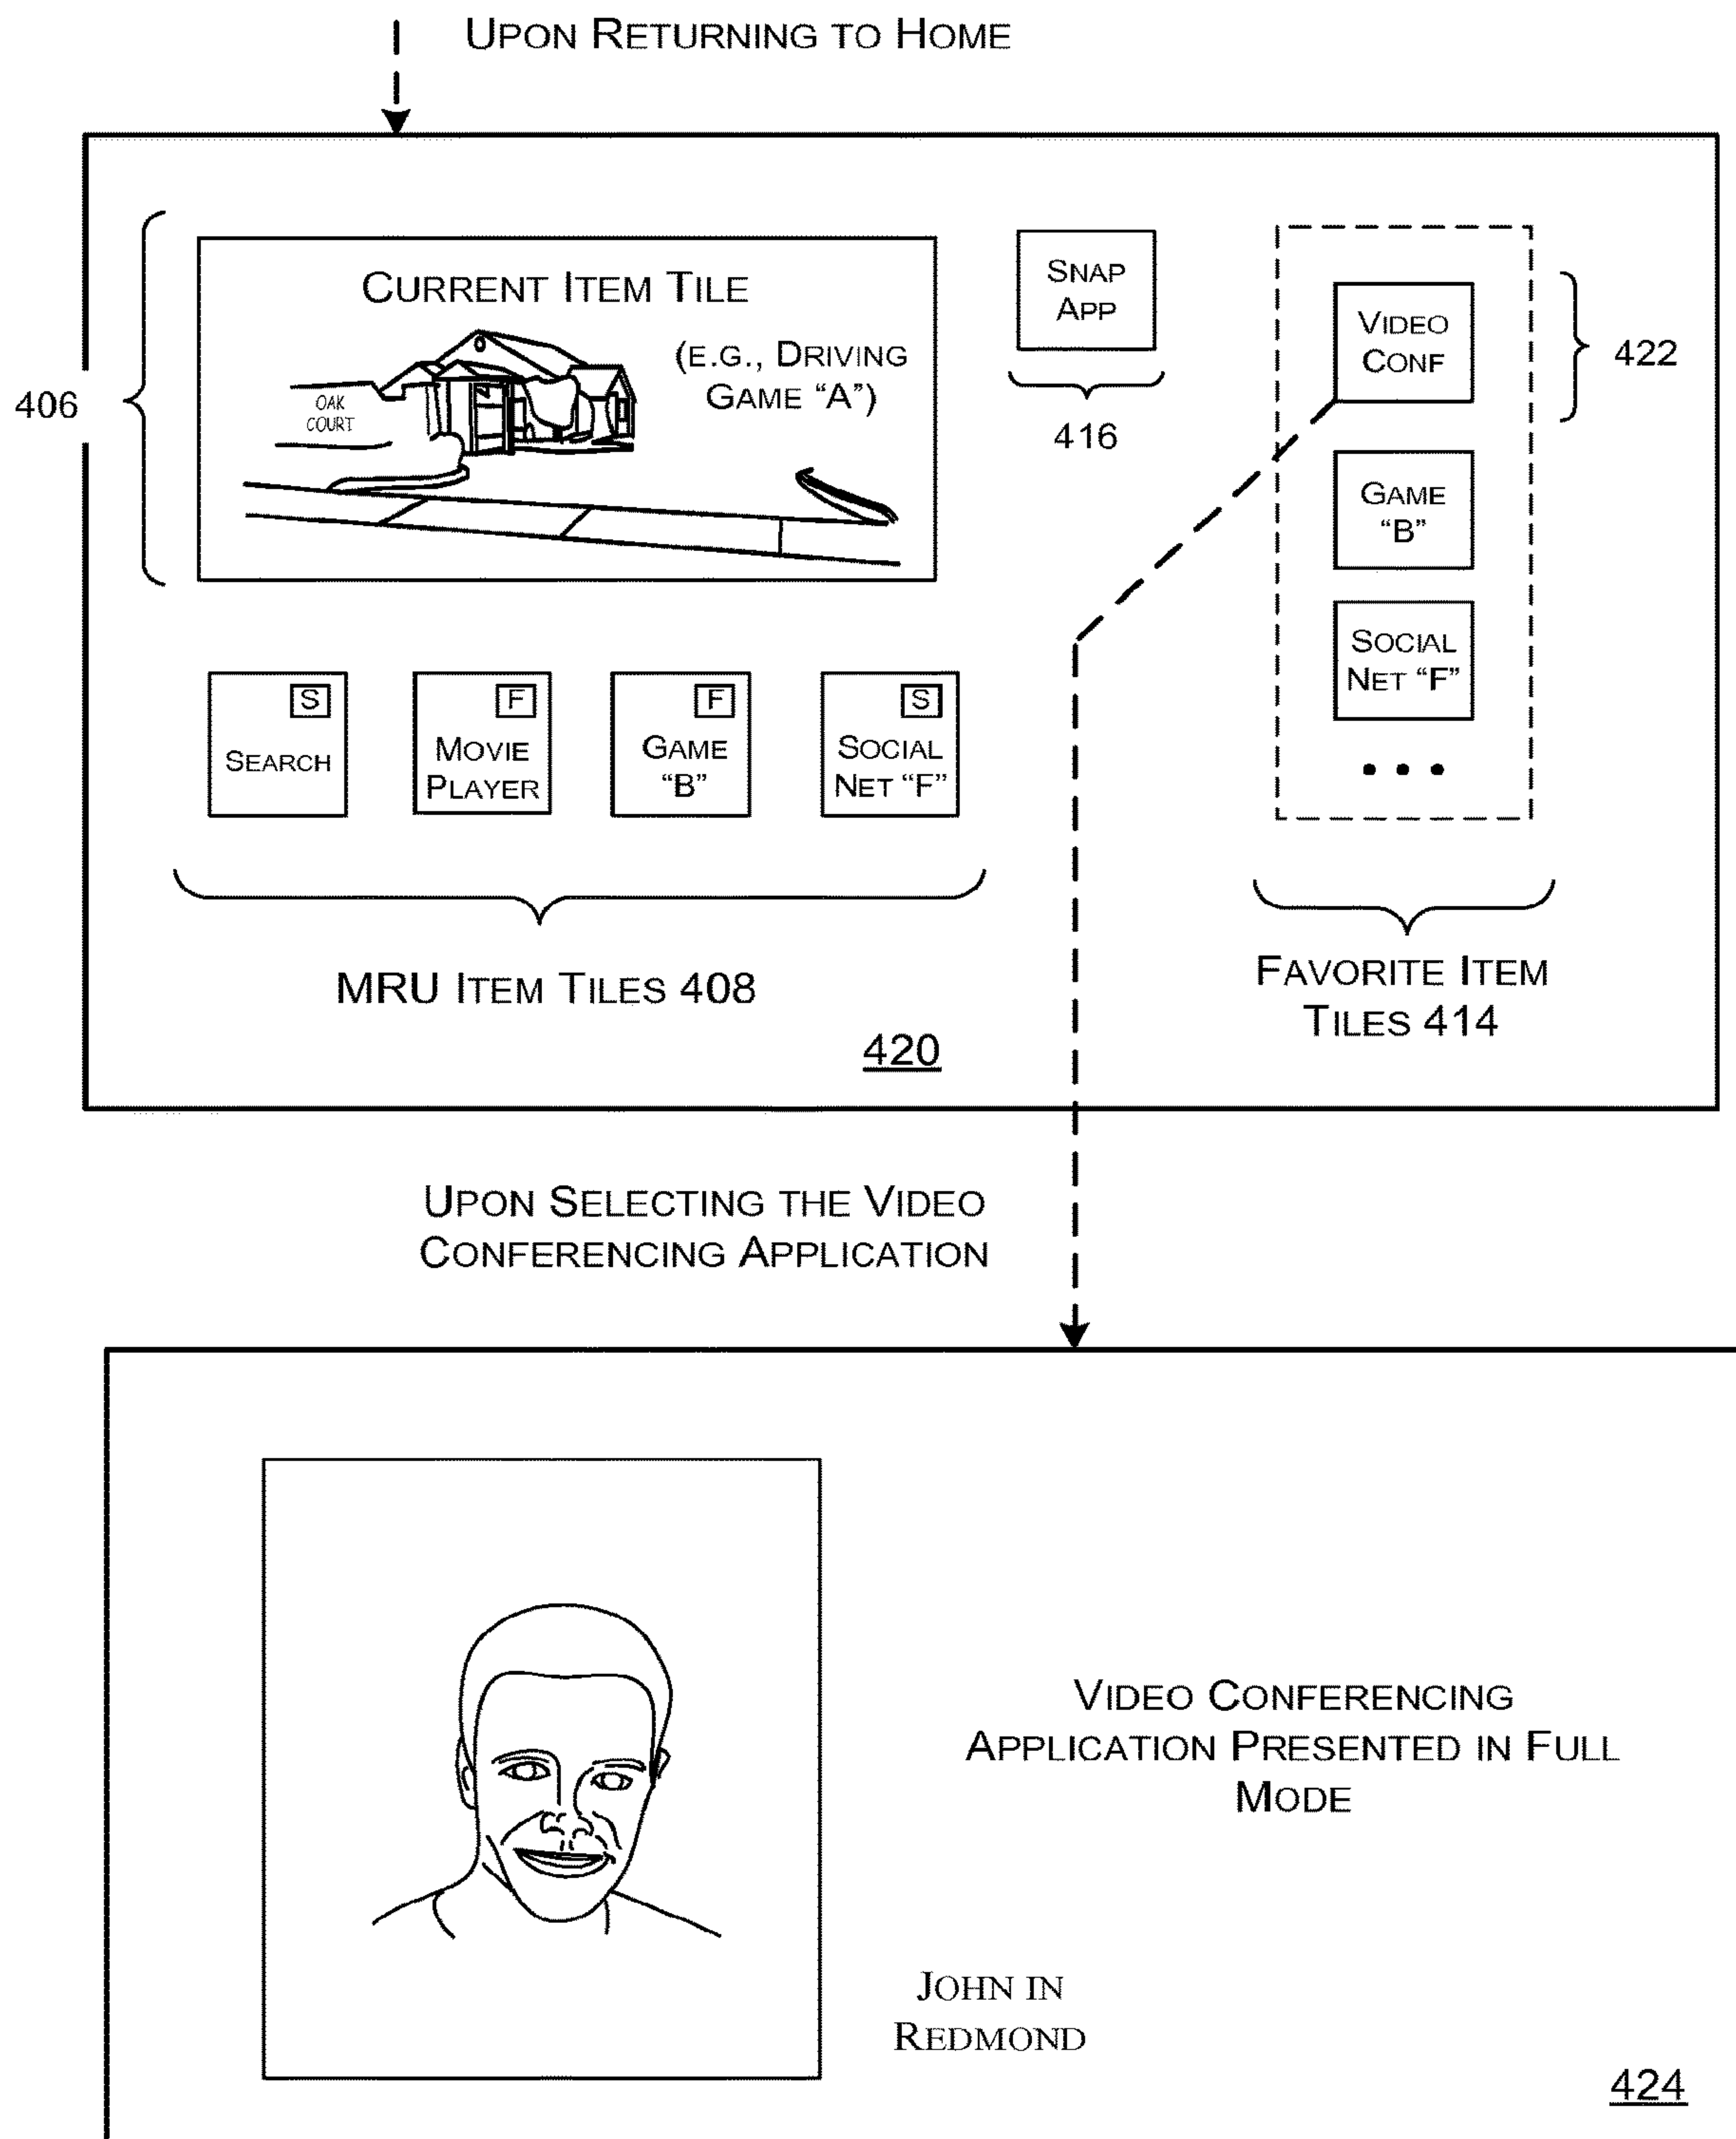 UPON RETURNING TO HOME
406
CURRENT ITEM TILE
(E.G., DRIVING
GAME “A”)
OAK
COURT
SNAP
APP
416
VIDEO
CONF
422
GAME
“B”
SOCIAL
NET “F”
• • •
S
SEARCH
F
MOVIE
PLAYER
F
GAME
“B”
S
SOCIAL
NET “F”
MRU ITEM TILES 408
FAVORITE ITEM
TILES 414
420
UPON SELECTING THE VIDEO
CONFERENCING APPLICATION
VIDEO CONFERENCING
APPLICATION PRESENTED IN FULL
MODE
JOHN IN
REDMOND
424